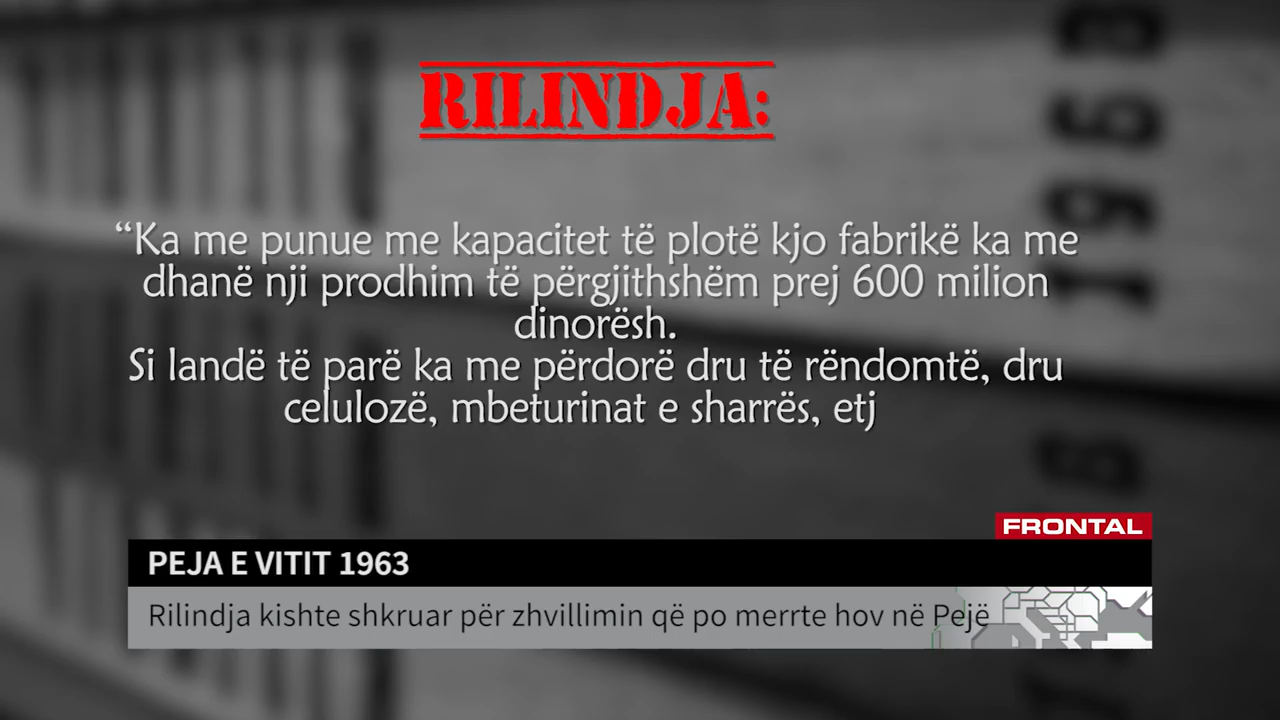 RILINDJA:
“Ka me punue me kapacitet të plotë kjo fabrikë ka me
dhanë nji prodhim të përgjithshëm prej 600 milion
dinorësh.
Si landë të parë ka me përdorë dru të rëndomtë, dru
celulozë, mbeturinat e sharrës, etj
1963
FRONTAL
PEJA E VITIT 1963
Rilindja kishte shkruar për zhvillimin që po merrte hov në Pejë